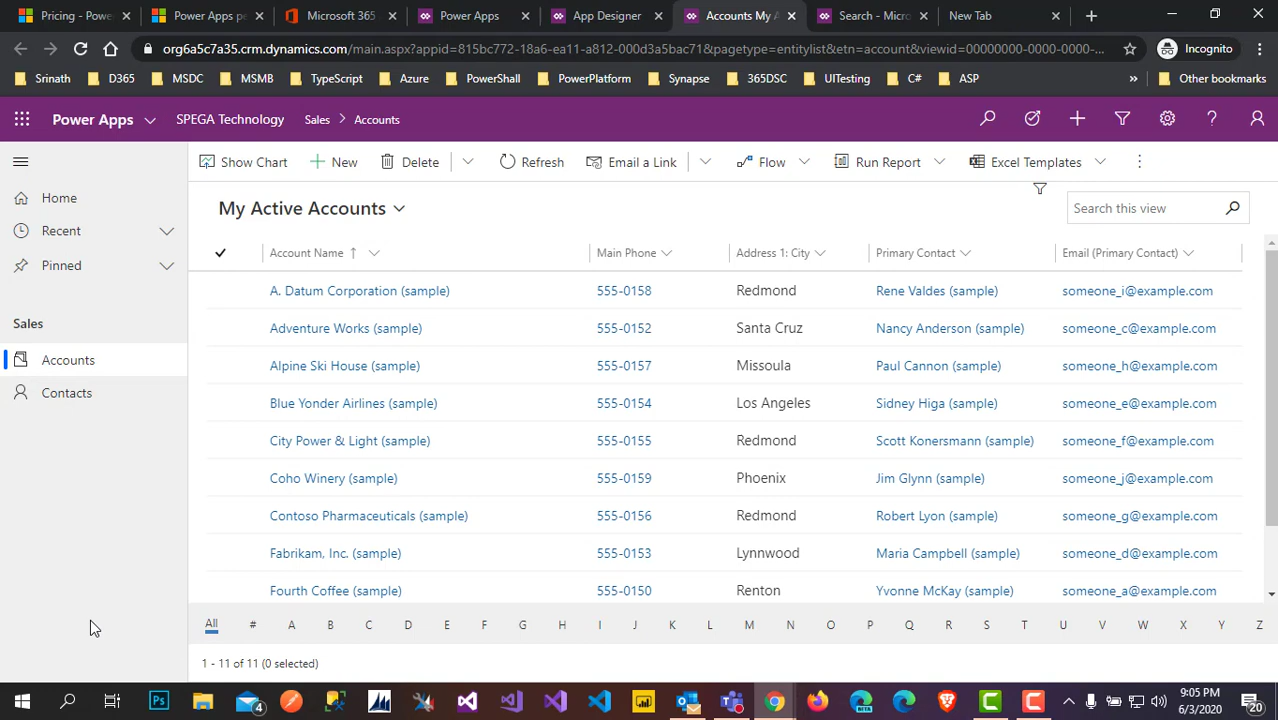 Pricing - Power Apps
Power Apps pe
Microsoft 365
Power Apps
App Designer
Accounts My A
Search - Micro
New Tab
org6a5c7a35.crm.dynamics.com/main.aspx?appid=815bc772-18a6-ea11-a812-000d3a5bac71&pagetype=entitylist&etn=account&viewid=00000000-0000-0000-...
Incognito
Srinath
D365
MSDC
MSMB
TypeScript
Azure
PowerShall
PowerPlatform
Synapse
365DSC
UITesting
C#
ASP
»
Other bookmarks
Power Apps
SPEGA Technology
Sales > Accounts
Show Chart
New
Delete
Refresh
Email a Link
Flow
Run Report
Excel Templates
Home
Recent
Pinned
Sales
Accounts
Contacts
My Active Accounts
Search this view
Account Name ↑
Main Phone
Address 1: City
Primary Contact
Email (Primary Contact)
A. Datum Corporation (sample) 555-0158 Redmond Rene Valdes (sample) someone_i@example.com
Adventure Works (sample) 555-0152 Santa Cruz Nancy Anderson (sample) someone_c@example.com
Alpine Ski House (sample) 555-0157 Missoula Paul Cannon (sample) someone_h@example.com
Blue Yonder Airlines (sample) 555-0154 Los Angeles Sidney Higa (sample) someone_e@example.com
City Power & Light (sample) 555-0155 Redmond Scott Konersmann (sample) someone_f@example.com
Coho Winery (sample) 555-0159 Phoenix Jim Glynn (sample) someone_j@example.com
Contoso Pharmaceuticals (sample) 555-0156 Redmond Robert Lyon (sample) someone_g@example.com
Fabrikam, Inc. (sample) 555-0153 Lynnwood Maria Campbell (sample) someone_d@example.com
Fourth Coffee (sample) 555-0150 Renton Yvonne McKay (sample) someone_a@example.com
All # A B C D E F G H I J K L M N O P Q R S T U V W X Y Z
1 - 11 of 11 (0 selected)
Ps
4
9:05 PM
6/3/2020
20